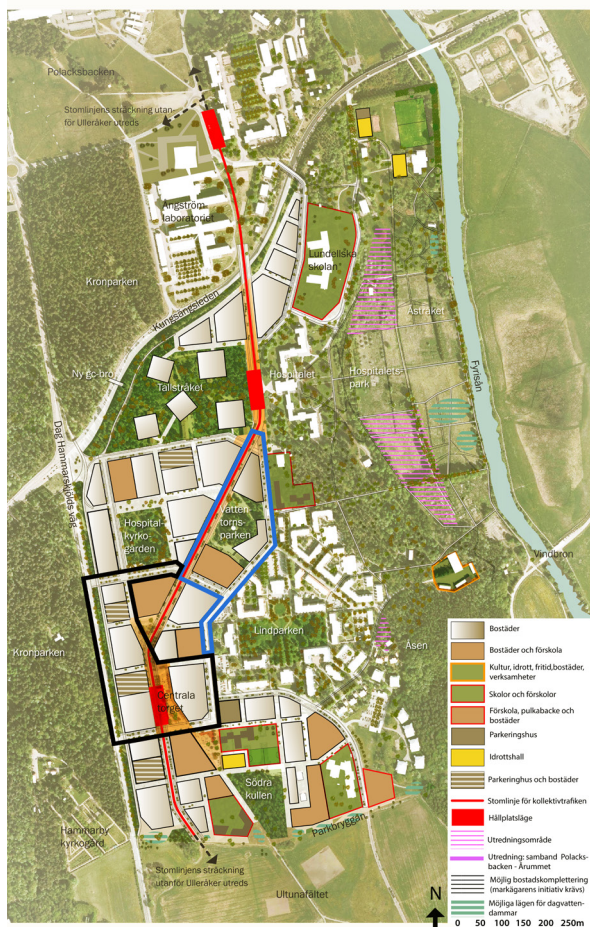 Polacksbacken
Stomlinjens sträckning utan-
för Ulleråker utreds
Ångström-
laboratoriet
Lundellska
skolan
Kronparken
Kungsängsleden
Åstråket
Ny gc-bro
Tallstråket
Hospitalet
Hospitalets-
park
Fyrisån
Dag Hammarskjölds väg
Hospital-
kyrko-
gården
Vatten-
torns-
parken
Vindbron
Kronparken
Lindparken
Åsen
Centrala
torget
Södra
kullen
Hammarby
kyrkogård
Parkbryggan
Stomlinjens sträckning
utanför Ulleråker utreds
Ultunafältet
Bostäder
Bostäder och förskola
Kultur, idrott, fritid,bostäder,
verksamheter
Skolor och förskolor
Förskola, pulkabacke och
bostäder
Parkeringshus
Idrottshall
Parkeringhus och bostäder
Stomlinje för kollektivtrafiken
Hållplatsläge
Utredningsområde
Utredning: samband Polacks-
backen - Årummet
Möjlig bostadskomplettering
(markägarens initiativ krävs)
Möjliga lägen för dagvatten-
dammar
N
0 50 100 150 200 250m